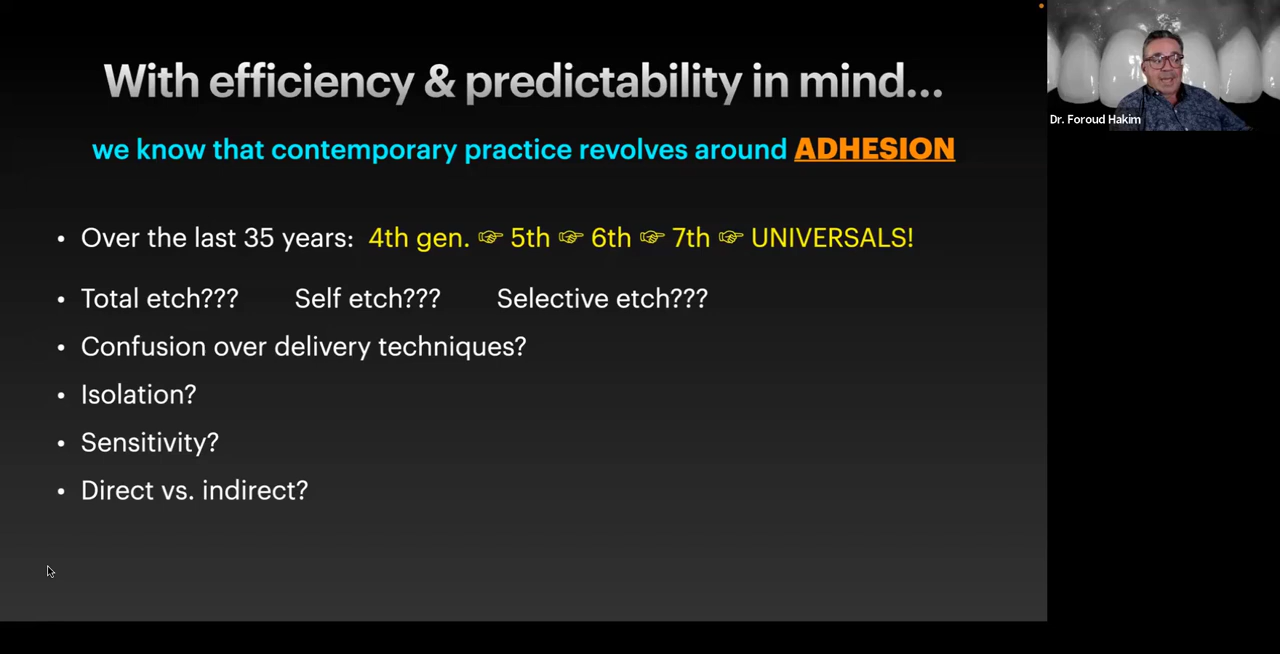 With efficiency & predictability in mind...
we know that contemporary practice revolves around ADHESION
• Over the last 35 years: 4th gen. ☞ 5th ☞ 6th ☞ 7th ☞ UNIVERSALS!
• Total etch??? Self etch??? Selective etch???
• Confusion over delivery techniques?
• Isolation?
• Sensitivity?
• Direct vs. indirect?
Dr. Foroud Hakim